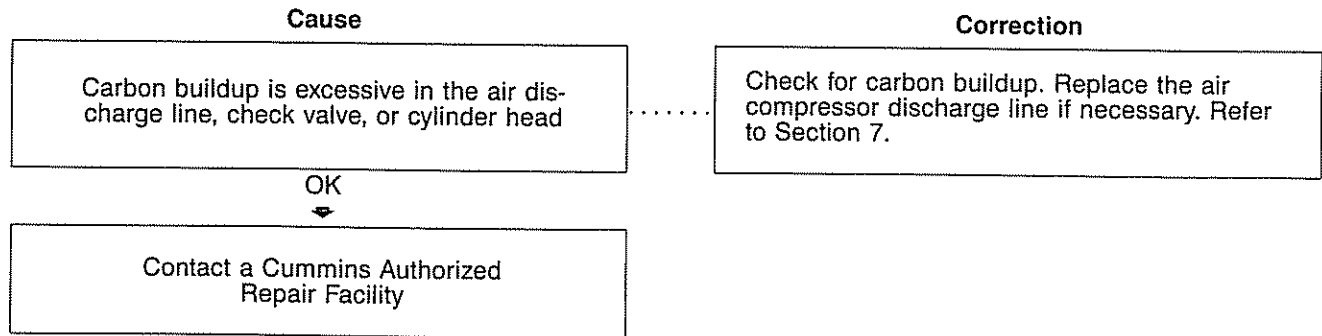 Cause
Correction
Carbon buildup is excessive in the air dis-
charge line, check valve, or cylinder head
Check for carbon buildup. Replace the air
compressor discharge line if necessary. Refer
to Section 7.
OK
Contact a Cummins Authorized
Repair Facility